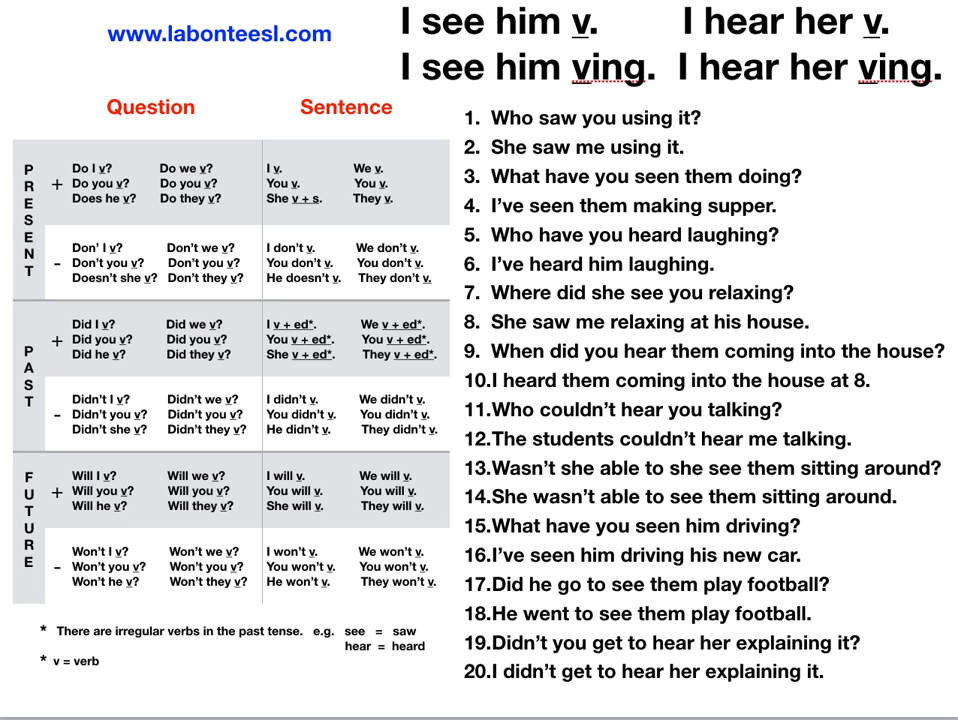 www.labonteesl.com
I see him v. I hear her v.
I see him ving. I hear her ving.
Question Sentence
PRESENT
+ Do I v? Do we v? I v. We v.
Do you v? Do you v? You v. You v.
Does he v? Do they v? She v + s. They v.
- Don' I v? Don't we v? I don't v. We don't v.
Don't you v? Don't you v? You don't v. You don't v.
Doesn't she v? Don't they v? He doesn't v. They don't v.
PAST
+ Did I v? Did we v? I v + ed*. We v + ed*.
Did you v? Did you v? You v + ed*. You v + ed*.
Did he v? Did they v? She v + ed*. They v + ed*.
- Didn't I v? Didn't we v? I didn't v. We didn't v.
Didn't you v? Didn't you v? You didn't v. You didn't v.
Didn't she v? Didn't they v? He didn't v. They didn't v.
FUTURE
+ Will I v? Will we v? I will v. We will v.
Will you v? Will you v? You will v. You will v.
Will he v? Will they v? She will v. They will v.
- Won't I v? Won't we v? I won't v. We won't v.
Won't you v? Won't you v? You won't v. You won't v.
Won't he v? Won't they v? He won't v. They won't v.
* There are irregular verbs in the past tense. e.g. see = saw
hear = heard
* v = verb
1. Who saw you using it?
2. She saw me using it.
3. What have you seen them doing?
4. I've seen them making supper.
5. Who have you heard laughing?
6. I've heard him laughing.
7. Where did she see you relaxing?
8. She saw me relaxing at his house.
9. When did you hear them coming into the house?
10.I heard them coming into the house at 8.
11.Who couldn't hear you talking?
12.The students couldn't hear me talking.
13.Wasn't she able to she see them sitting around?
14.She wasn't able to see them sitting around.
15.What have you seen him driving?
16.I've seen him driving his new car.
17.Did he go to see them play football?
18.He went to see them play football.
19.Didn't you get to hear her explaining it?
20.I didn't get to hear her explaining it.